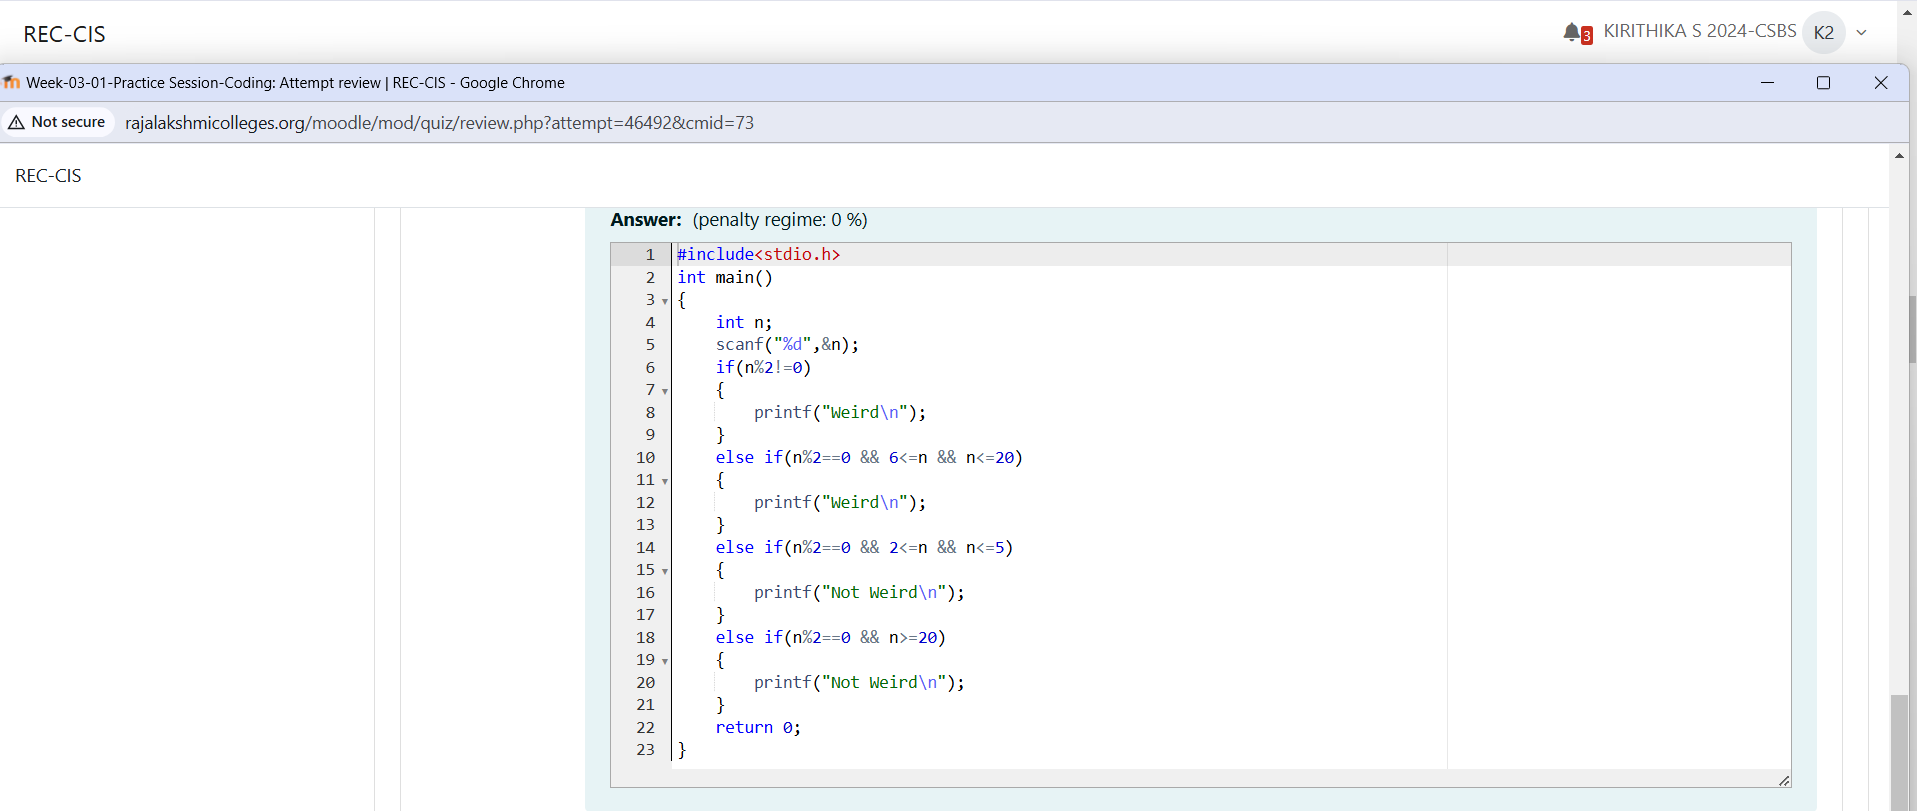 REC-CIS
3 KIRITHIKA S 2024-CSBS K2
Week-03-01-Practice Session-Coding: Attempt review | REC-CIS - Google Chrome
Not secure rajalakshmicolleges.org/moodle/mod/quiz/review.php?attempt=46492&cmid=73
REC-CIS
Answer: (penalty regime: 0 %)
1 #include<stdio.h>
2 int main()
3 {
4 int n;
5 scanf("%d",&n);
6 if(n%2!=0)
7 {
8 printf("Weird\n");
9 }
10 else if(n%2==0 && 6<=n && n<=20)
11 {
12 printf("Weird\n");
13 }
14 else if(n%2==0 && 2<=n && n<=5)
15 {
16 printf("Not Weird\n");
17 }
18 else if(n%2==0 && n>=20)
19 {
20 printf("Not Weird\n");
21 }
22 return 0;
23 }